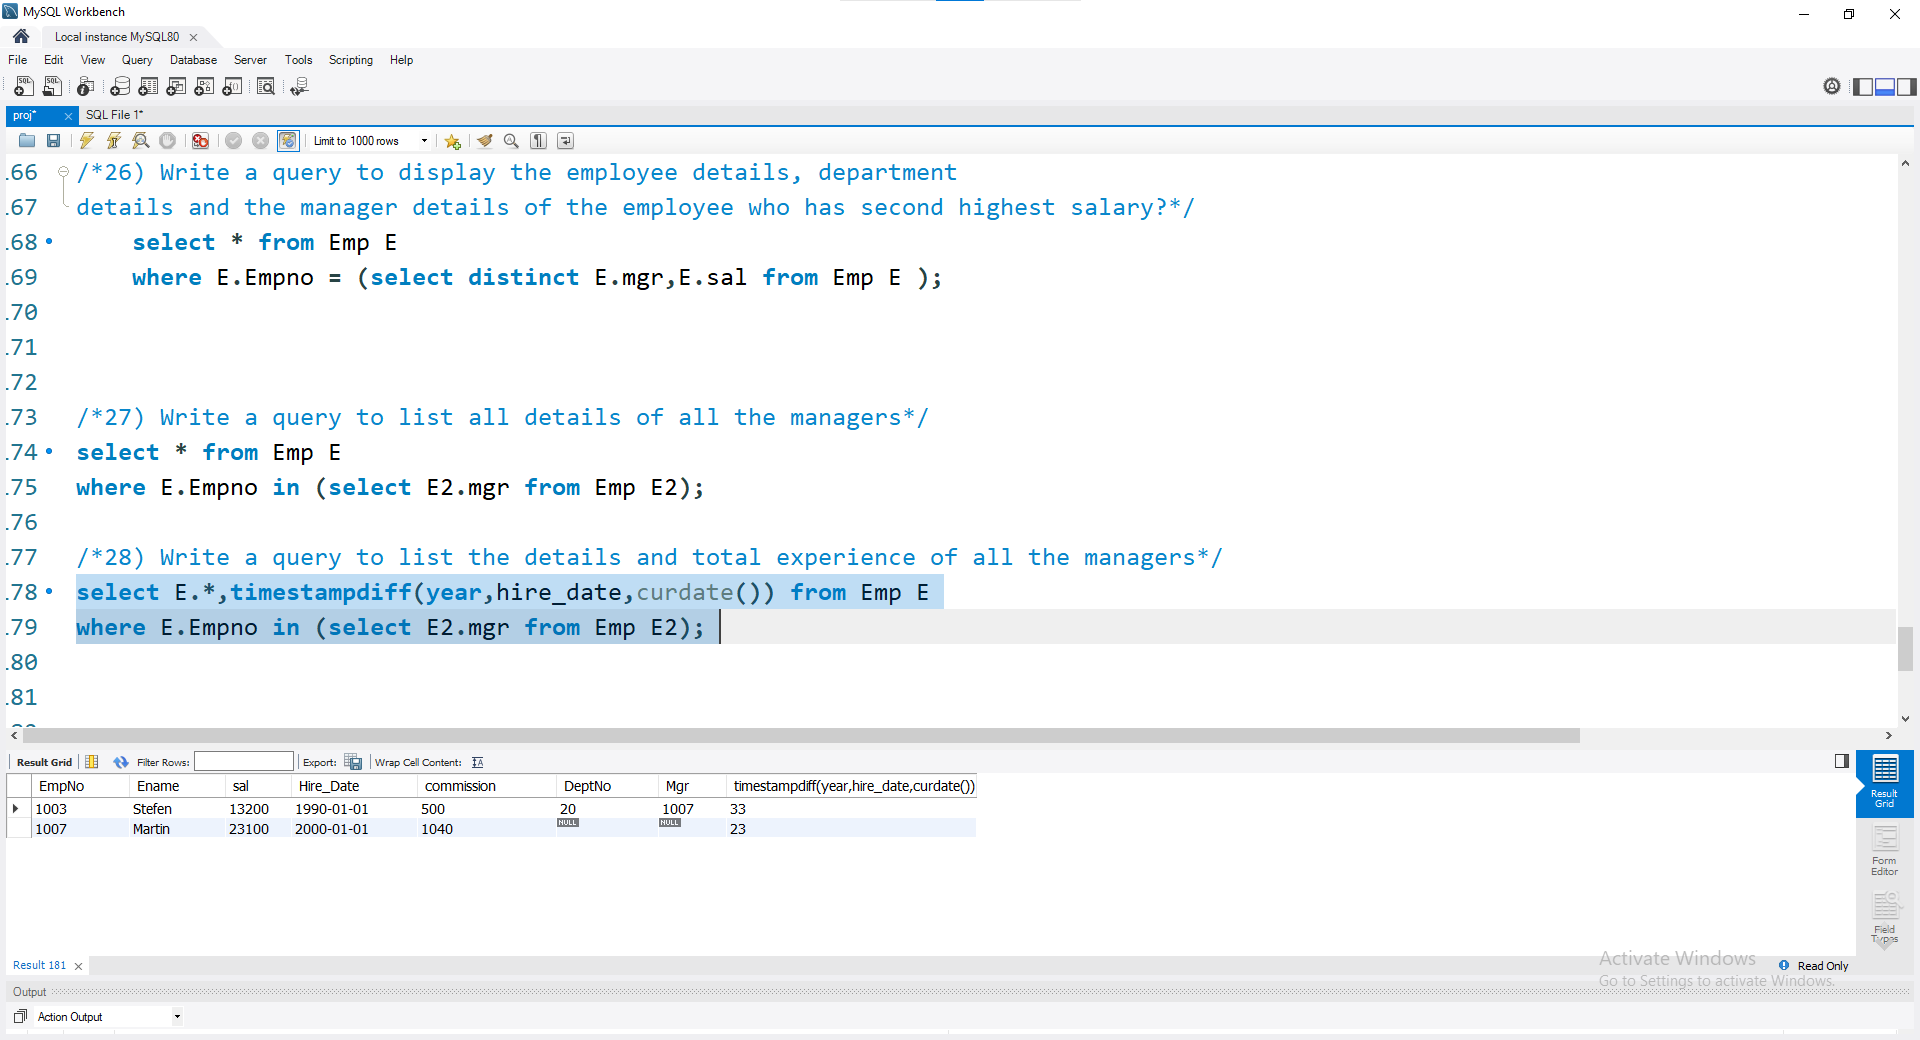 MySQL Workbench
Local instance MySQL80
File Edit View Query Database Server Tools Scripting Help
proj* SQL File 1*
Limit to 1000 rows
66 /*26) Write a query to display the employee details, department
67 details and the manager details of the employee who has second highest salary?*/
68 select * from Emp E
69 where E.Empno = (select distinct E.mgr,E.sal from Emp E );
70
71
72
73 /*27) Write a query to list all details of all the managers*/
74 select * from Emp E
75 where E.Empno in (select E2.mgr from Emp E2);
76
77 /*28) Write a query to list the details and total experience of all the managers*/
78 select E.*,timestampdiff(year,hire_date,curdate()) from Emp E
79 where E.Empno in (select E2.mgr from Emp E2);
80
81
Result Grid Filter Rows: Export: Wrap Cell Content:
EmpNo Ename sal Hire_Date commission DeptNo Mgr timestampdiff(year,hire_date,curdate())
1003 Stefen 13200 1990-01-01 500 20 1007 33
1007 Martin 23100 2000-01-01 1040 NULL NULL 23
Result
Grid
Form
Editor
Field
Types
Activate Windows
Go to Settings to activate Windows.
Result 181
Read Only
Output
Action Output